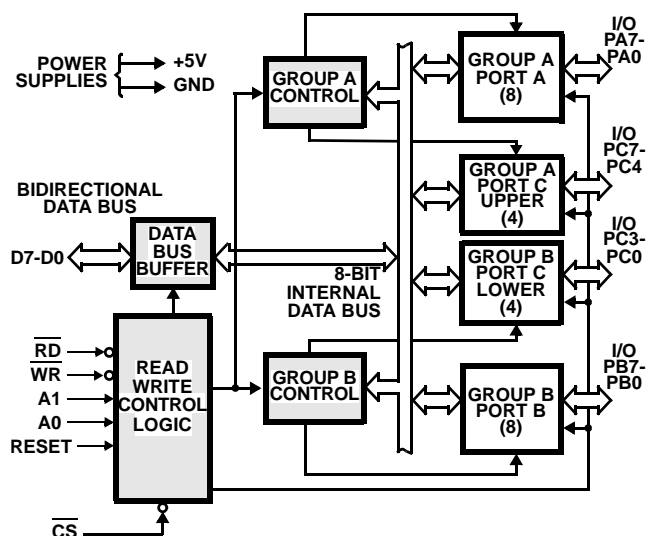 POWER
SUPPLIES
+5V
GND
GROUP A
CONTROL
GROUP A
PORT A
(8)
I/O
PA7-
PA0
GROUP A
PORT C
UPPER
(4)
I/O
PC7-
PC4
BIDIRECTIONAL
DATA BUS
D7-D0
DATA
BUS
BUFFER
8-BIT
INTERNAL
DATA BUS
GROUP B
PORT C
LOWER
(4)
I/O
PC3-
PC0
RD
WR
A1
A0
RESET
CS
READ
WRITE
CONTROL
LOGIC
GROUP B
CONTROL
GROUP B
PORT B
(8)
I/O
PB7-
PB0